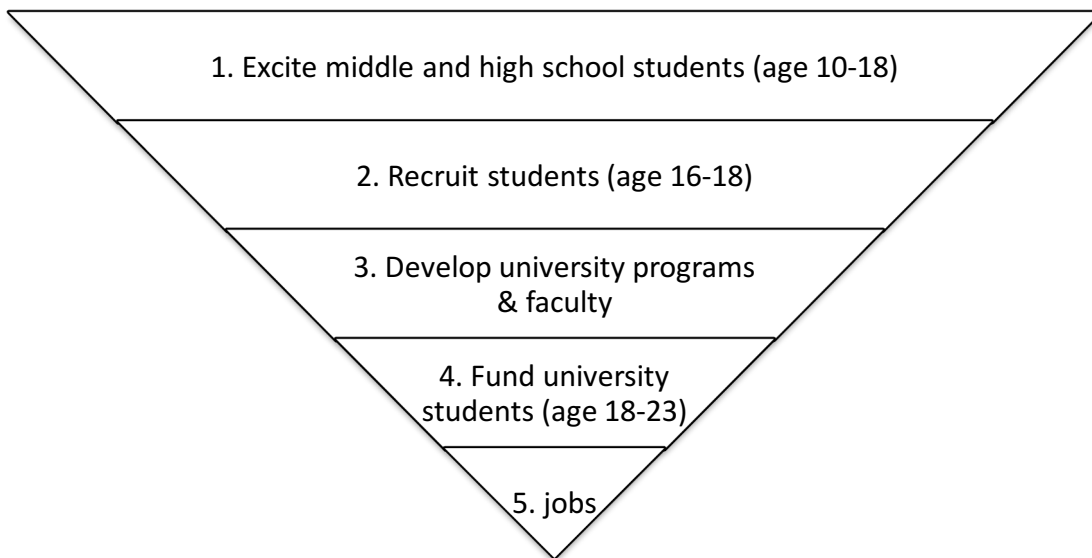 1. Excite middle and high school students (age 10-18)
2. Recruit students (age 16-18)
3. Develop university programs
& faculty
4. Fund university
students (age 18-23)
5. jobs